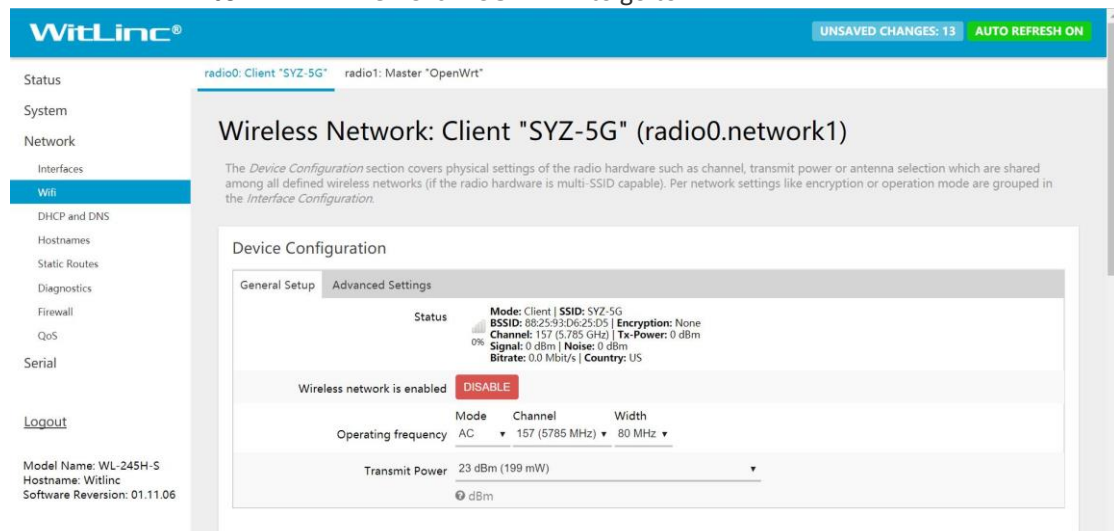 WitLinc®
UNSAVED CHANGES: 13 AUTO REFRESH ON
Status
System
Network
Interfaces
Wifi
DHCP and DNS
Hostnames
Static Routes
Diagnostics
Firewall
QoS
Serial
Logout
Model Name: WL-245H-S
Hostname: Witlinc
Software Reversion: 01.11.06
radio0: Client "SYZ-5G" radio1: Master "OpenWrt"
Wireless Network: Client "SYZ-5G" (radio0.network1)
The Device Configuration section covers physical settings of the radio hardware such as channel, transmit power or antenna selection which are shared
among all defined wireless networks (if the radio hardware is multi-SSID capable). Per network settings like encryption or operation mode are grouped in
the Interface Configuration.
Device Configuration
General Setup Advanced Settings
Status
0%
Mode: Client | SSID: SYZ-5G
BSSID: 88:25:93:D6:25:D5 | Encryption: None
Channel: 157 (5.785 GHz) | Tx-Power: 0 dBm
Signal: 0 dBm | Noise: 0 dBm
Bitrate: 0.0 Mbit/s | Country: US
Wireless network is enabled DISABLE
Mode Channel Width
Operating frequency AC 157 (5785 MHz) 80 MHz
Transmit Power 23 dBm (199 mW)
dBm